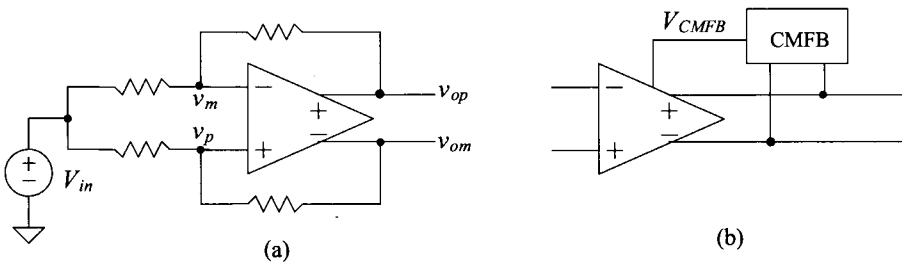 V_CMFB
CMFB
v_m
−
+
−
v_op
v_p
+
v_om
+
−
V_in
−
+
−
+
(a)
(b)